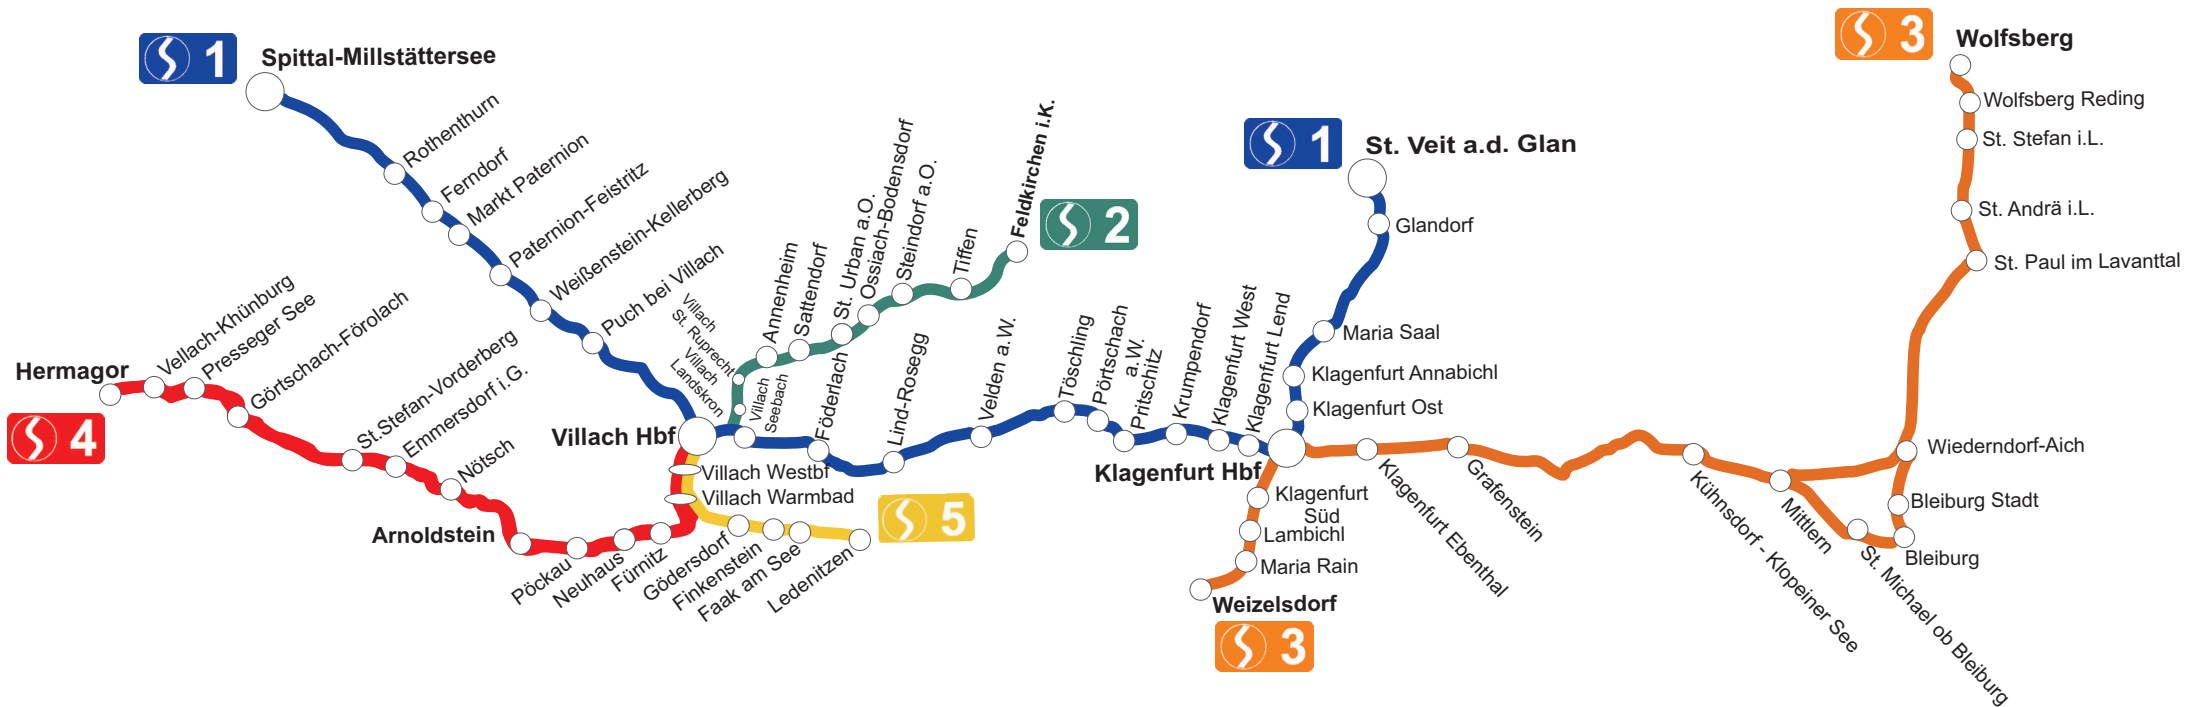 1
Spittal-Millstättersee
Rothenthurn
Ferndorf
Markt Paternion
Paternion-Feistritz
Weißenstein-Kellerberg
Puch bei Villach
Villach
St. Ruprecht
Villach
Landskron
Villach
Seebach
Annenheim
Sattendorf
St. Urban a.O.
Ossiach-Bodensdorf
Steindorf a.O.
Tiffen
Feldkirchen i.K.
2
Hermagor
4
Vellach-Khünburg
Presseger See
Görtschach-Förolach
St.Stefan-Vorderberg
Emmersdorf i.G.
Nötsch
Arnoldstein
Pöckau
Neuhaus
Fürnitz
Villach Hbf
Villach Westbf
Villach Warmbad
5
Gödersdorf
Finkenstein
Faak am See
Ledenitzen
Föderlach
Lind-Rosegg
Velden a.W.
Töschling
Pörtschach
a.W.
Pritschitz
Krumpendorf
Klagenfurt West
Klagenfurt Lend
1
St. Veit a.d. Glan
Glandorf
Maria Saal
Klagenfurt Annabichl
Klagenfurt Ost
Klagenfurt Hbf
Klagenfurt
Süd
Lambichl
Maria Rain
Weizelsdorf
3
Klagenfurt Ebenthal
Grafenstein
Kühnsdorf - Klopeiner See
Mittlern
St. Michael ob Bleiburg
Bleiburg
Bleiburg Stadt
Wiederndorf-Aich
St. Paul im Lavanttal
St. Andrä i.L.
St. Stefan i.L.
Wolfsberg Reding
Wolfsberg
3